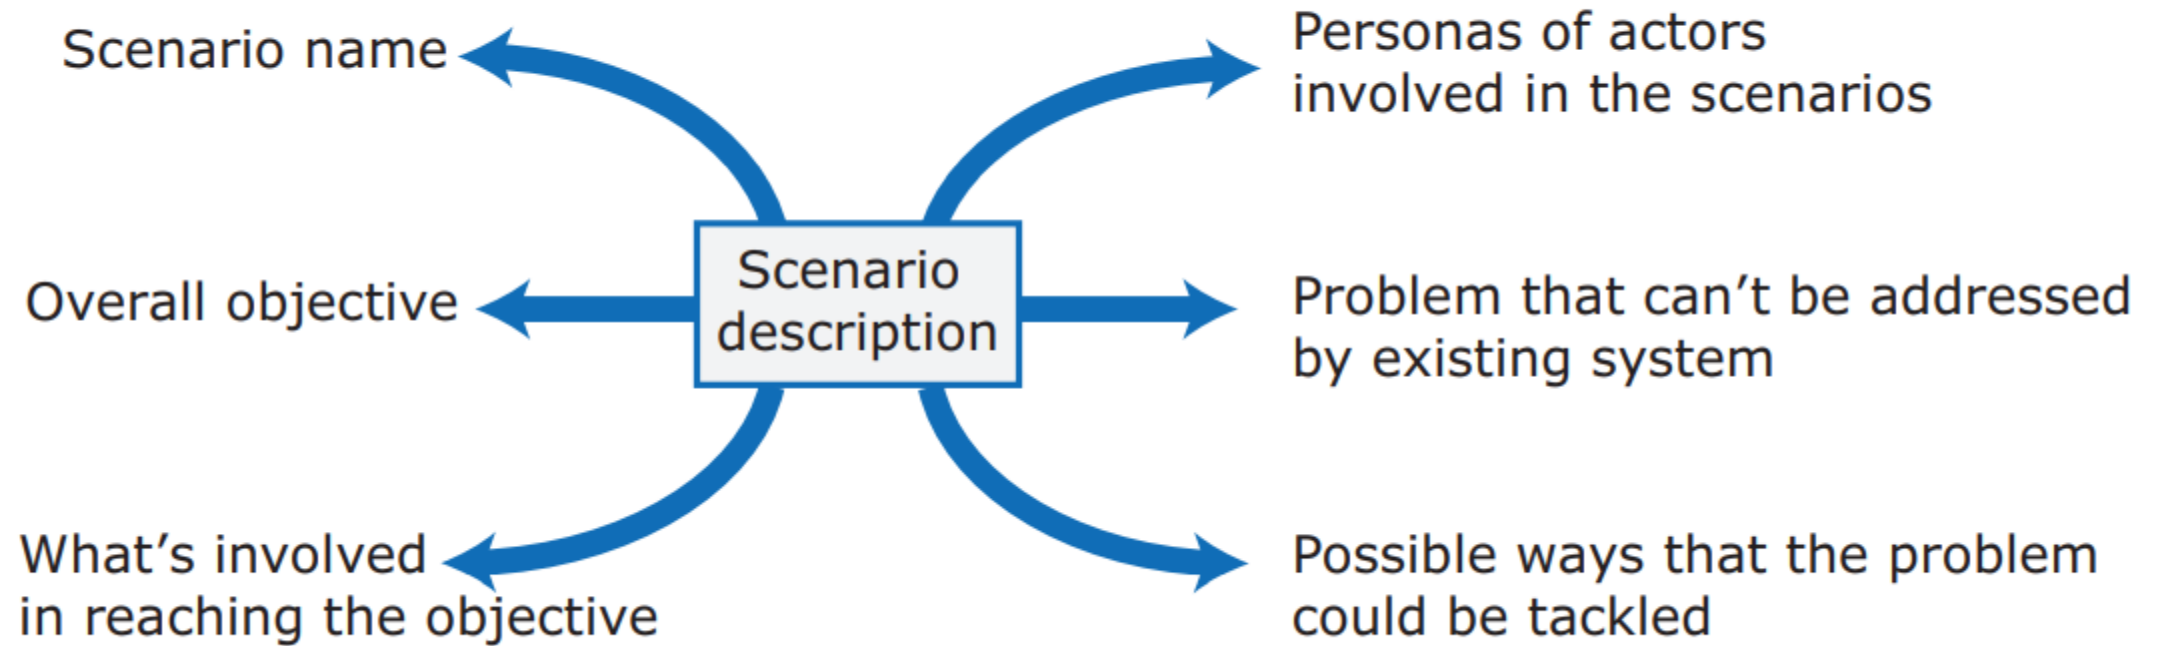 Scenario name
Personas of actors
involved in the scenarios
Overall objective
Scenario
description
Problem that can’t be addressed
by existing system
What’s involved
in reaching the objective
Possible ways that the problem
could be tackled